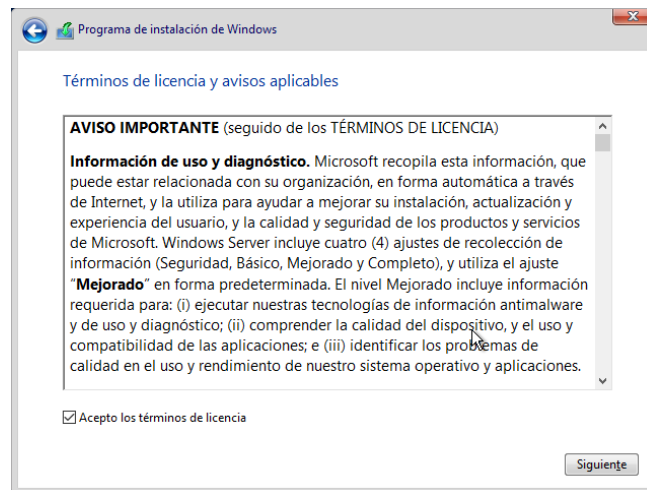 Programa de instalación de Windows
Términos de licencia y avisos aplicables
AVISO IMPORTANTE (seguido de los TÉRMINOS DE LICENCIA)
Información de uso y diagnóstico. Microsoft recopila esta información, que
puede estar relacionada con su organización, en forma automática a través
de Internet, y la utiliza para ayudar a mejorar su instalación, actualización y
experiencia del usuario, y la calidad y seguridad de los productos y servicios
de Microsoft. Windows Server incluye cuatro (4) ajustes de recolección de
información (Seguridad, Básico, Mejorado y Completo), y utiliza el ajuste
“Mejorado” en forma predeterminada. El nivel Mejorado incluye información
requerida para: (i) ejecutar nuestras tecnologías de información antimalware
y de uso y diagnóstico; (ii) comprender la calidad del dispositivo, y el uso y
compatibilidad de las aplicaciones; e (iii) identificar los problemas de
calidad en el uso y rendimiento de nuestro sistema operativo y aplicaciones.
Acepto los términos de licencia
Siguiente